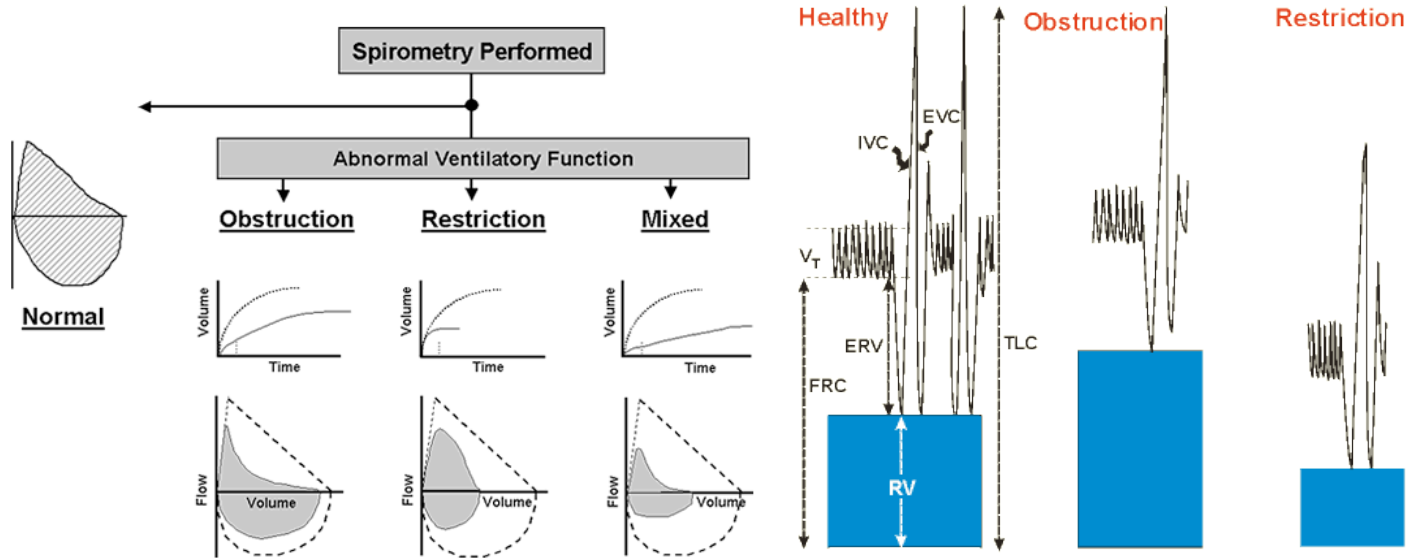 Spirometry Performed
Abnormal Ventilatory Function
Obstruction
Restriction
Mixed
Normal
Volume
Time
Volume
Time
Volume
Time
Flow
Volume
Flow
Volume
Flow
Volume
Healthy
Obstruction
Restriction
EVC
IVC
VT
ERV
FRC
TLC
RV